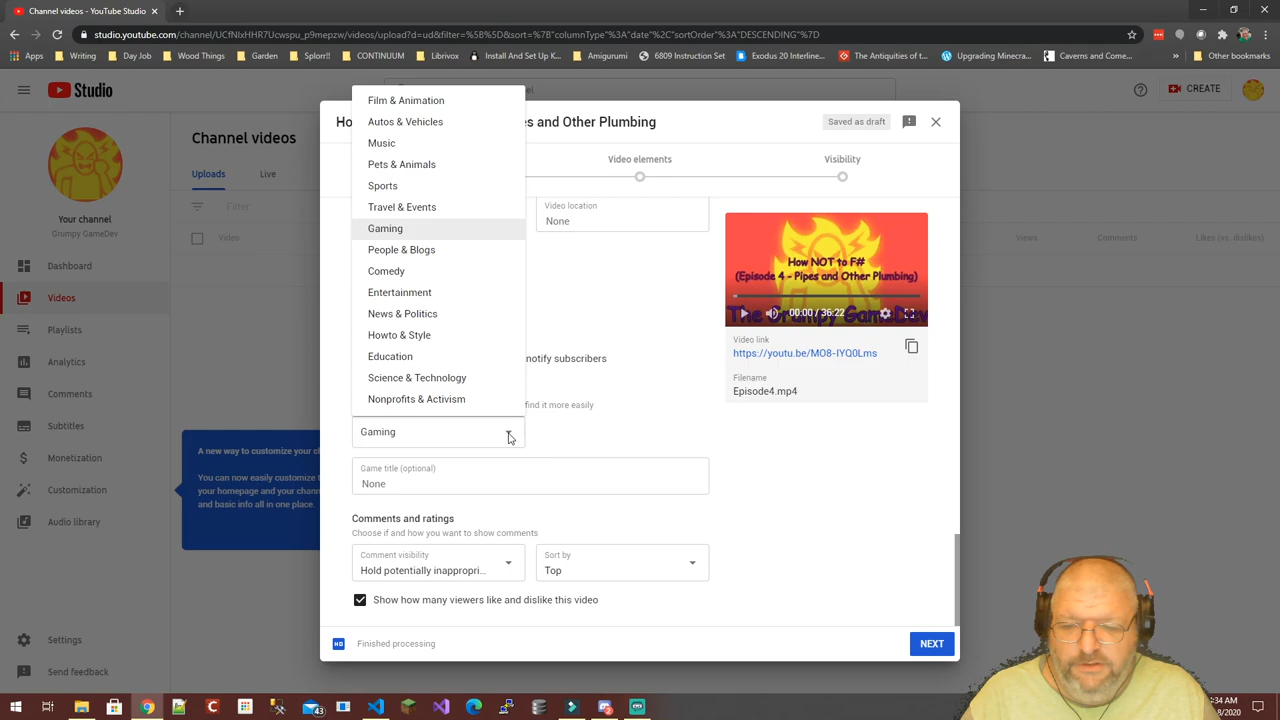 Channel videos - YouTube Studio
studio.youtube.com/channel/UCfNIxHHr7Ucwspu_p9mepzw/videos/upload?d=ud&filter=%5B%5D&sort=%7B"columnType"%3A"date"%2C"sortOrder"%3A"DESCENDING"%7D
Apps
Day Job
Wood Things
Garden
Splorr!!
CONTINUUM
Librivox
Install And Set Up K...
Amigurumi
6809 Instruction Set
Exodus 20 Interline...
The Antiquities of t...
Upgrading Minecra...
Caverns and Come...
Other bookmarks
Studio
CREATE
Channel videos
Uploads
Live
Filter
Video
Views
Comments
Likes (vs. dislikes)
Your channel
Grumpy GameDev
Dashboard
Videos
Playlists
Analytics
Comments
Subtitles
Monetization
Customization
Audio library
Settings
Send feedback
A new way to customize your ch
You can now easily customize t
your homepage and your chann
and basic info all in one place.
Ho
es and Other Plumbing
Saved as draft
Video elements
Visibility
Film & Animation
Autos & Vehicles
Music
Pets & Animals
Sports
Travel & Events
Gaming
People & Blogs
Comedy
Entertainment
News & Politics
Howto & Style
Education
Science & Technology
Nonprofits & Activism
Video location
None
notify subscribers
find it more easily
Gaming
Game title (optional)
None
Comments and ratings
Choose if and how you want to show comments
Comment visibility
Hold potentially inappropri...
Sort by
Top
Show how many viewers like and dislike this video
How NOT to F#
(Episode 4 - Pipes and Other Plumbing)
00:00 / 36:22
The Grumpy GameDev
Video link
https://youtu.be/MO8-IYQ0Lms
Filename
Episode4.mp4
HD
Finished processing
NEXT
43
:34 AM
/2020